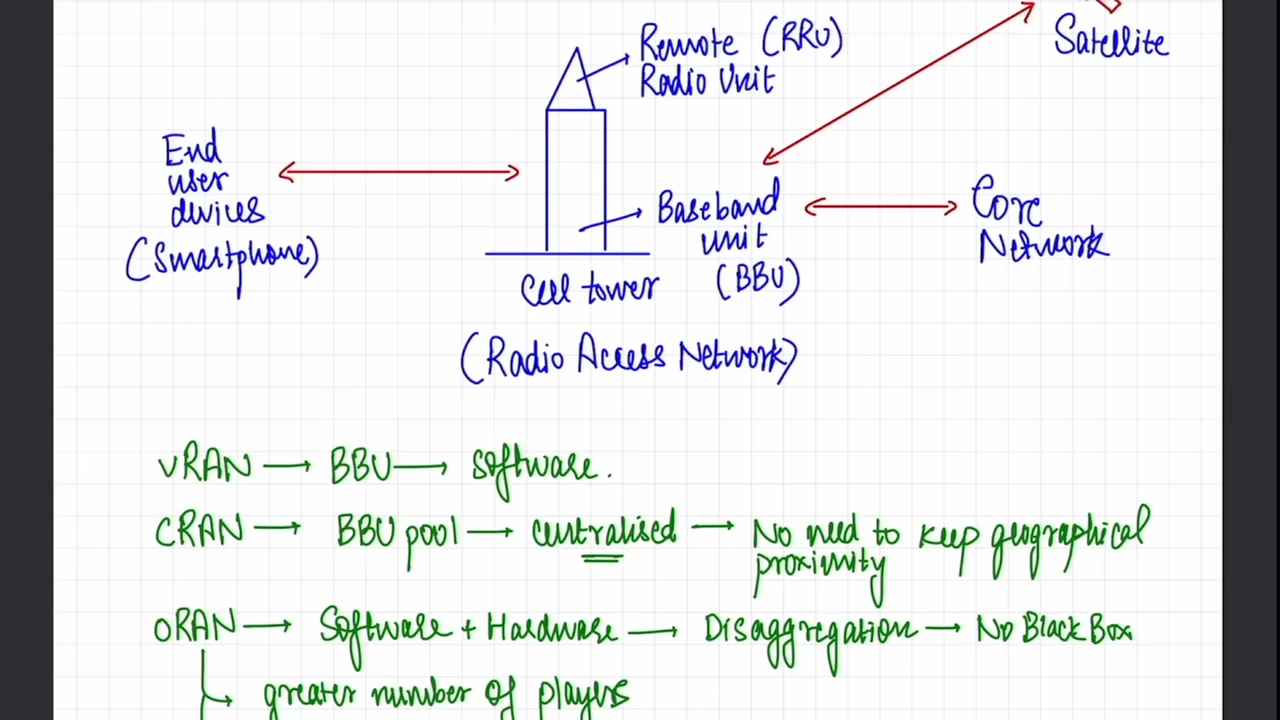 Remote (RRU)
Radio Unit
Satellite
End
user
devices
(Smartphone)
Baseband
unit
(BBU)
Core
Network
Cell tower
(Radio Access Network)
vRAN → BBU → software.
CRAN → BBU pool → centralised → No need to keep geographical
proximity
ORAN → Software + Hardware → Disaggregation → No Black Box
↳ greater number of players